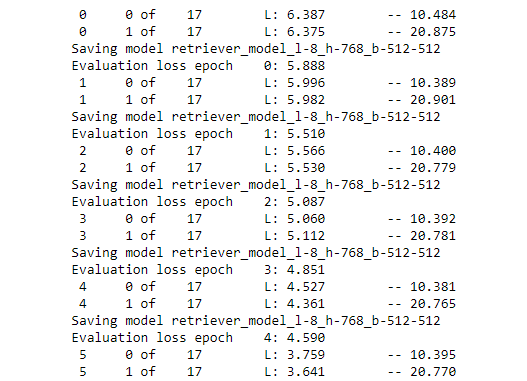 0 0 of 17 L: 6.387 -- 10.484
0 1 of 17 L: 6.375 -- 20.875
Saving model retriever_model_l-8_h-768_b-512-512
Evaluation loss epoch 0: 5.888
1 0 of 17 L: 5.996 -- 10.389
1 1 of 17 L: 5.982 -- 20.901
Saving model retriever_model_l-8_h-768_b-512-512
Evaluation loss epoch 1: 5.510
2 0 of 17 L: 5.566 -- 10.400
2 1 of 17 L: 5.530 -- 20.779
Saving model retriever_model_l-8_h-768_b-512-512
Evaluation loss epoch 2: 5.087
3 0 of 17 L: 5.060 -- 10.392
3 1 of 17 L: 5.112 -- 20.781
Saving model retriever_model_l-8_h-768_b-512-512
Evaluation loss epoch 3: 4.851
4 0 of 17 L: 4.527 -- 10.381
4 1 of 17 L: 4.361 -- 20.765
Saving model retriever_model_l-8_h-768_b-512-512
Evaluation loss epoch 4: 4.590
5 0 of 17 L: 3.759 -- 10.395
5 1 of 17 L: 3.641 -- 20.770